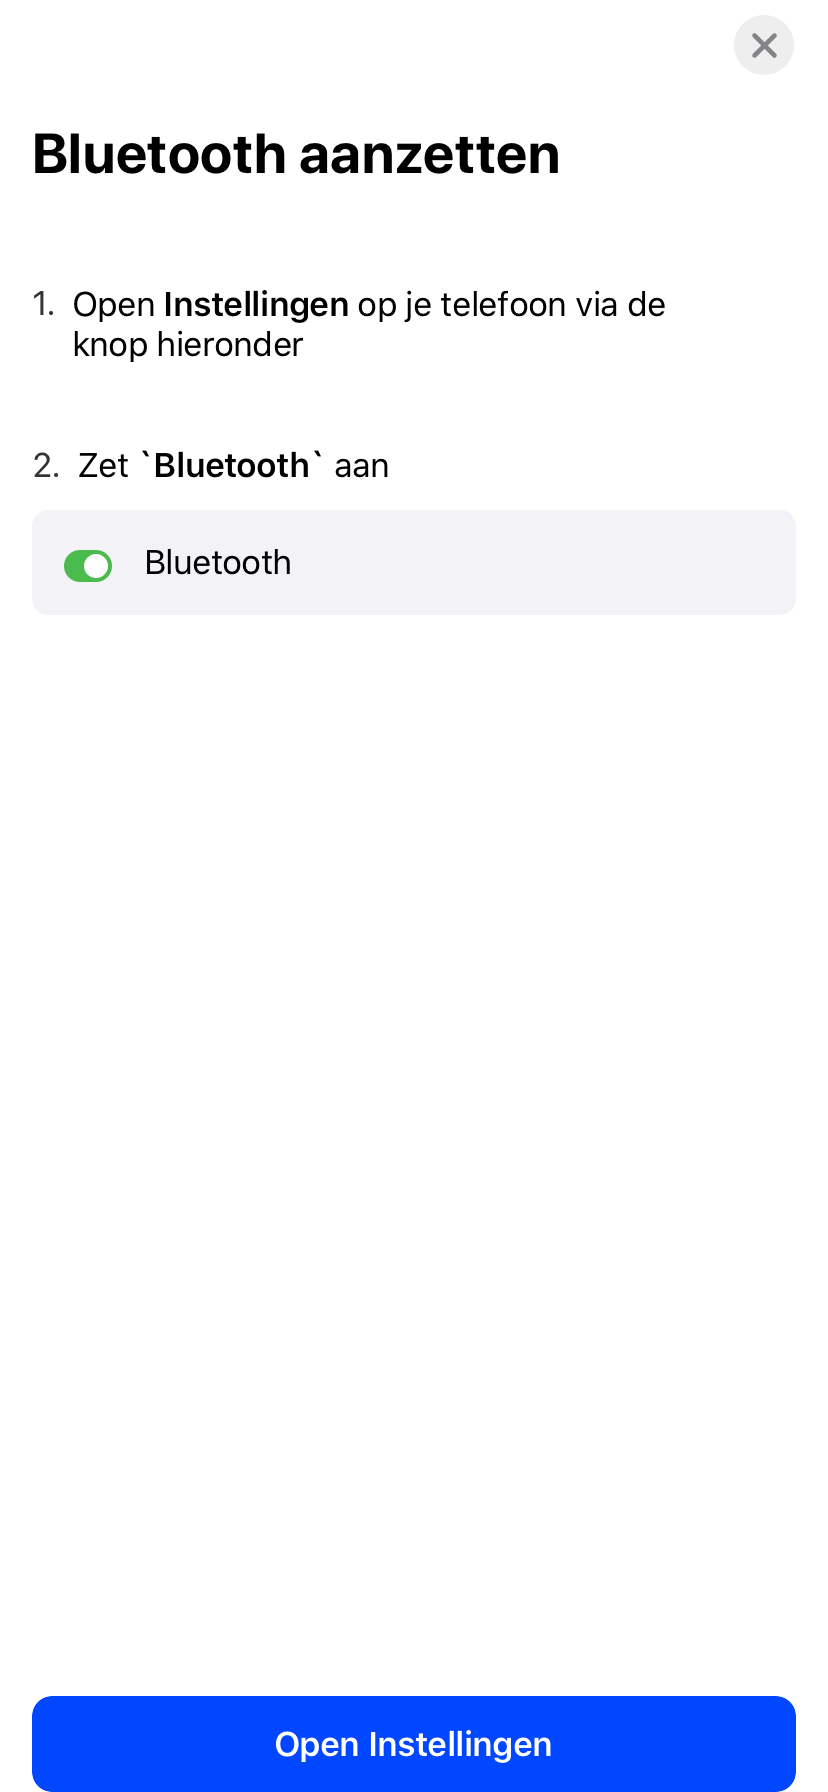 Bluetooth aanzetten
1. Open Instellingen op je telefoon via de
knop hieronder
2. Zet `Bluetooth` aan
Bluetooth
Open Instellingen